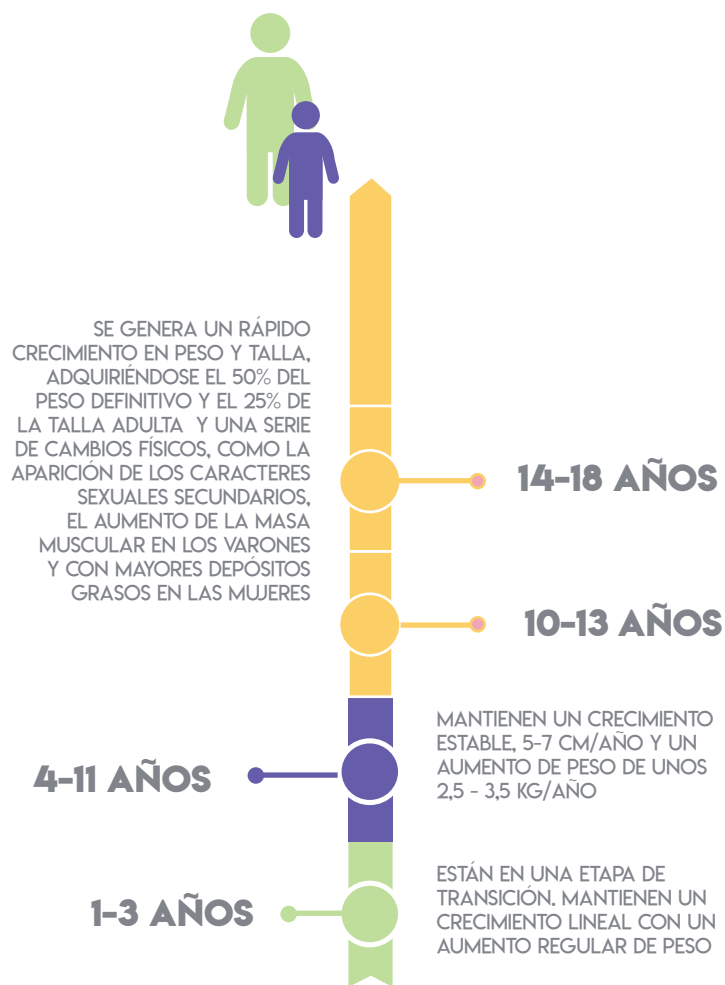 SE GENERA UN RÁPIDO
CRECIMIENTO EN PESO Y TALLA,
ADQUIRIÉNDOSE EL 50% DEL
PESO DEFINITIVO Y EL 25% DE
LA TALLA ADULTA Y UNA SERIE
DE CAMBIOS FÍSICOS, COMO LA
APARICIÓN DE LOS CARACTERES
SEXUALES SECUNDARIOS,
EL AUMENTO DE LA MASA
MUSCULAR EN LOS VARONES
Y CON MAYORES DEPÓSITOS
GRASOS EN LAS MUJERES
14-18 AÑOS
10-13 AÑOS
4-11 AÑOS
MANTIENEN UN CRECIMIENTO
ESTABLE, 5-7 CM/AÑO Y UN
AUMENTO DE PESO DE UNOS
2,5 - 3,5 KG/AÑO
1-3 AÑOS
ESTÁN EN UNA ETAPA DE
TRANSICIÓN. MANTIENEN UN
CRECIMIENTO LINEAL CON UN
AUMENTO REGULAR DE PESO